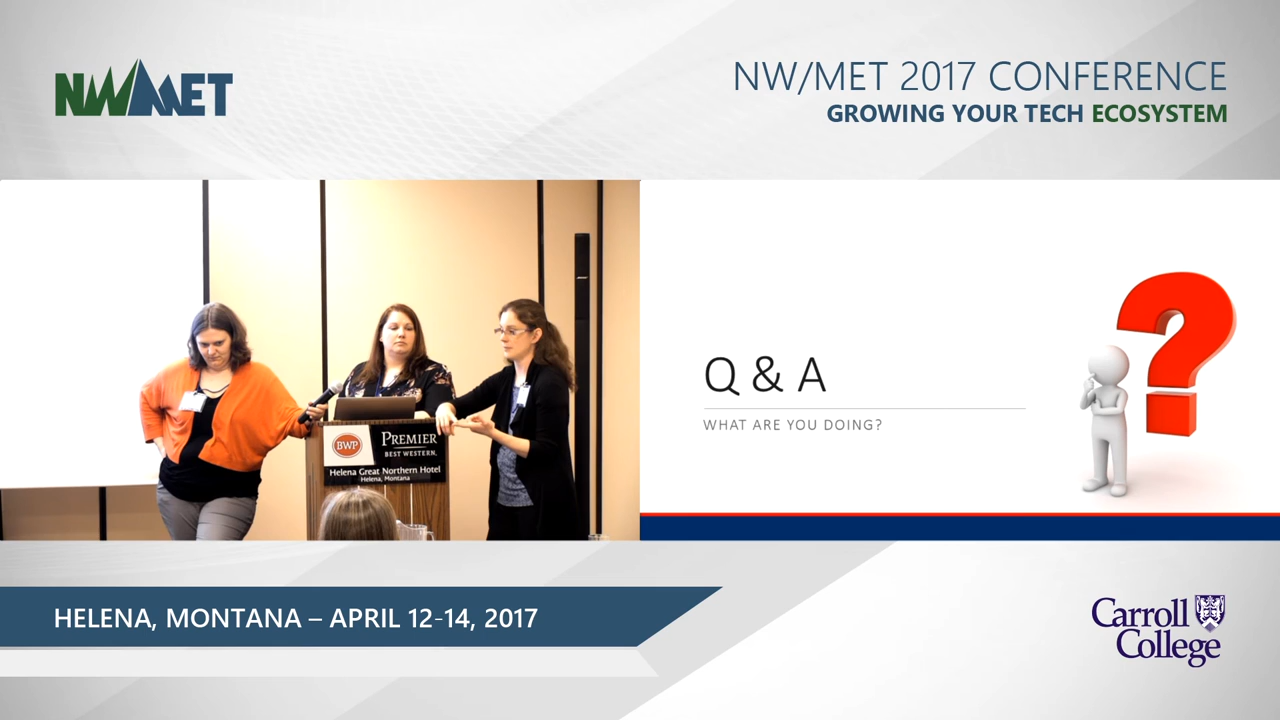 NWMET
NW/MET 2017 CONFERENCE
GROWING YOUR TECH ECOSYSTEM
BWP
PREMIER
BEST WESTERN.
Helena Great Northern Hotel
Helena, Montana
Q & A
WHAT ARE YOU DOING?
HELENA, MONTANA – APRIL 12-14, 2017
Carroll
College